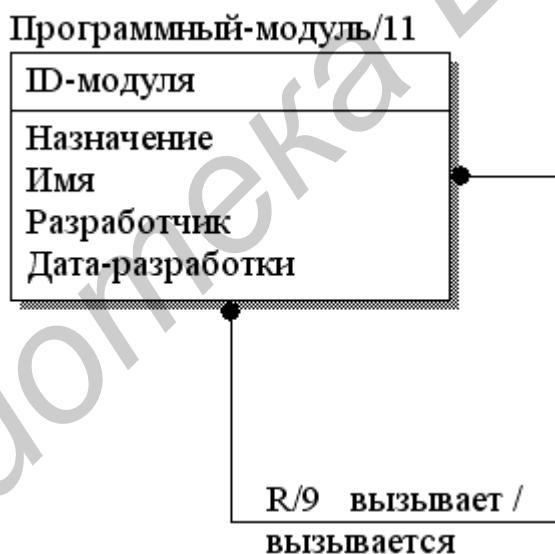 Программный-модуль/11
ID-модуля
Назначение
Имя
Разработчик
Дата-разработки
R/9 вызывает /
вызывается